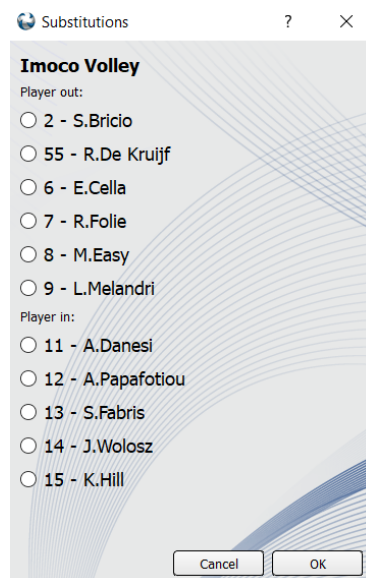 Substitutions ?
Imoco Volley
Player out:
2 - S.Bricio
55 - R.De Kruijf
6 - E.Cella
7 - R.Folie
8 - M.Easy
9 - L.Melandri
Player in:
11 - A.Danesi
12 - A.Papafotiou
13 - S.Fabris
14 - J.Wolosz
15 - K.Hill
Cancel OK